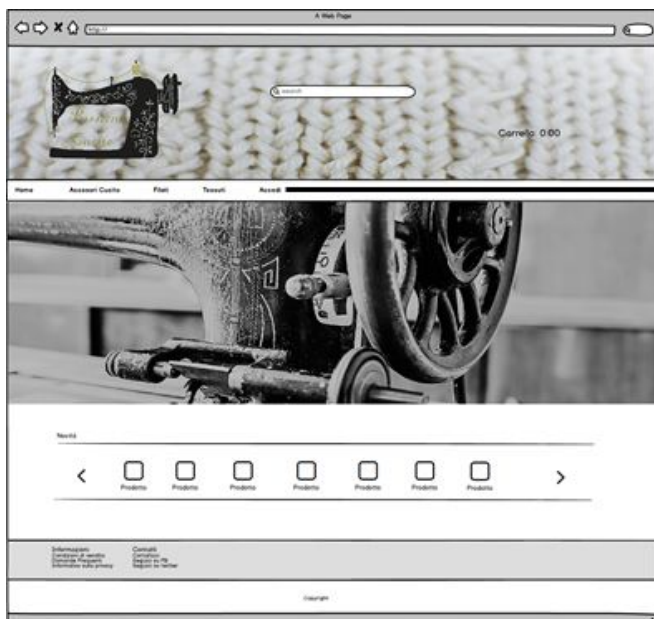 A Web Page
http://
search
Carrello 0:00
Home Accessori Cucito Filati Tessuti Accedi
Novità
Prodotto Prodotto Prodotto Prodotto Prodotto Prodotto Prodotto
Informazioni Contatti
Condizioni di vendita Contattaci
Domande Frequenti Seguici su FB
Informativa sulla privacy Seguici su twitter
Copyright